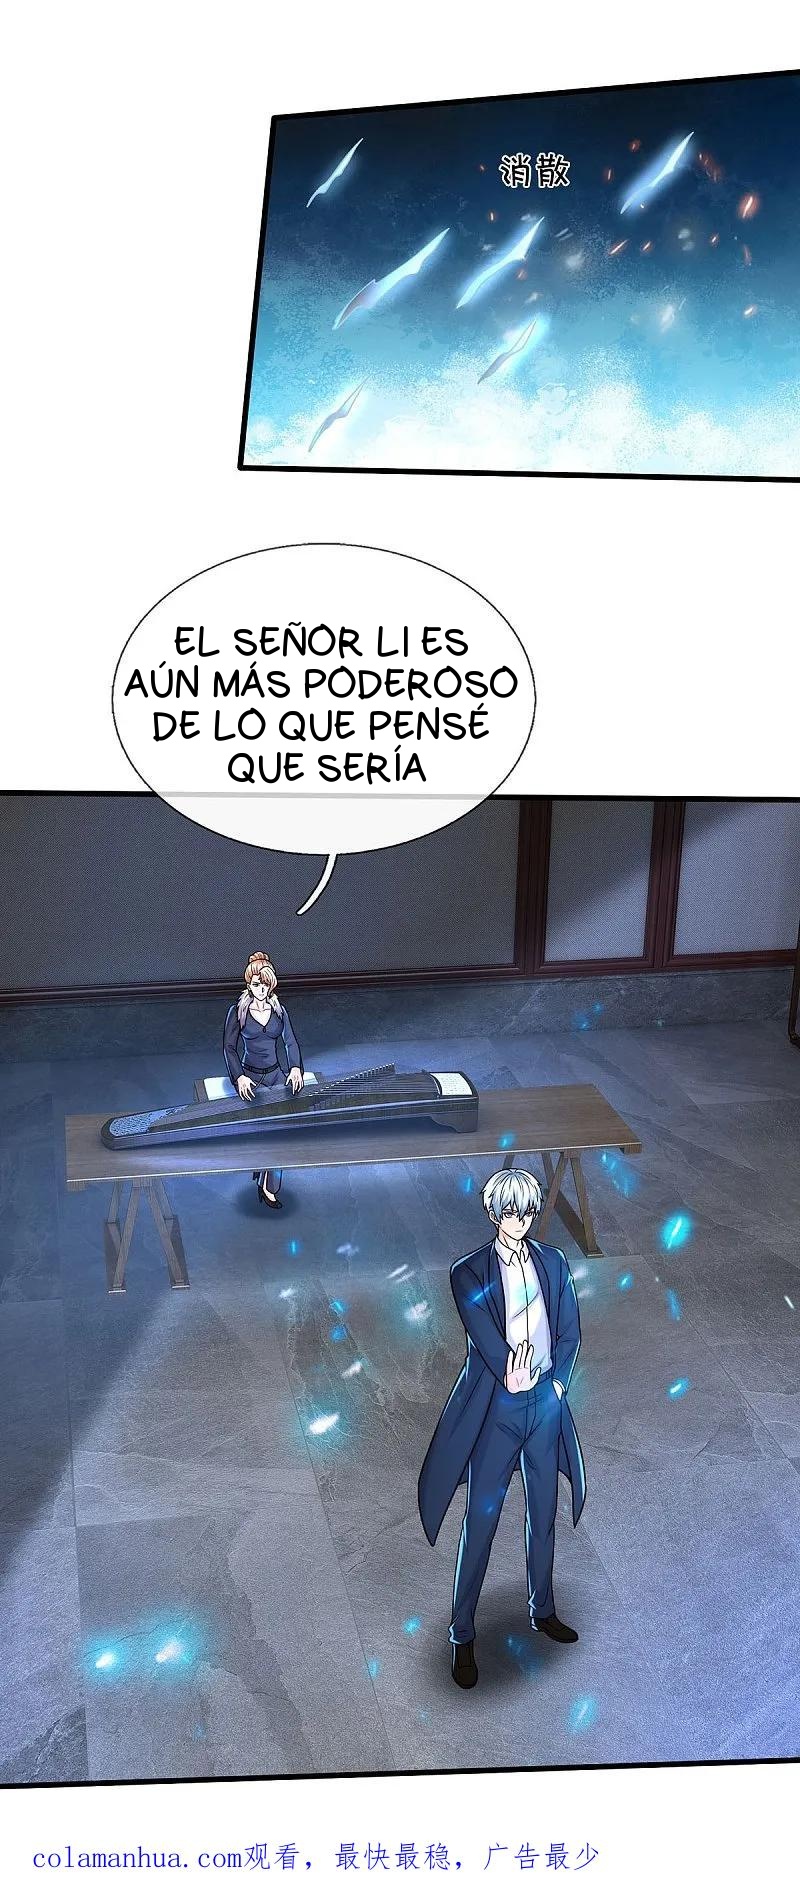 消散
EL SEÑOR LI ES
AÚN MÁS PODEROSO
DE LO QUE PENSÉ
QUE SERÍA
colamanhua.com观看，最快最稳，广告最少